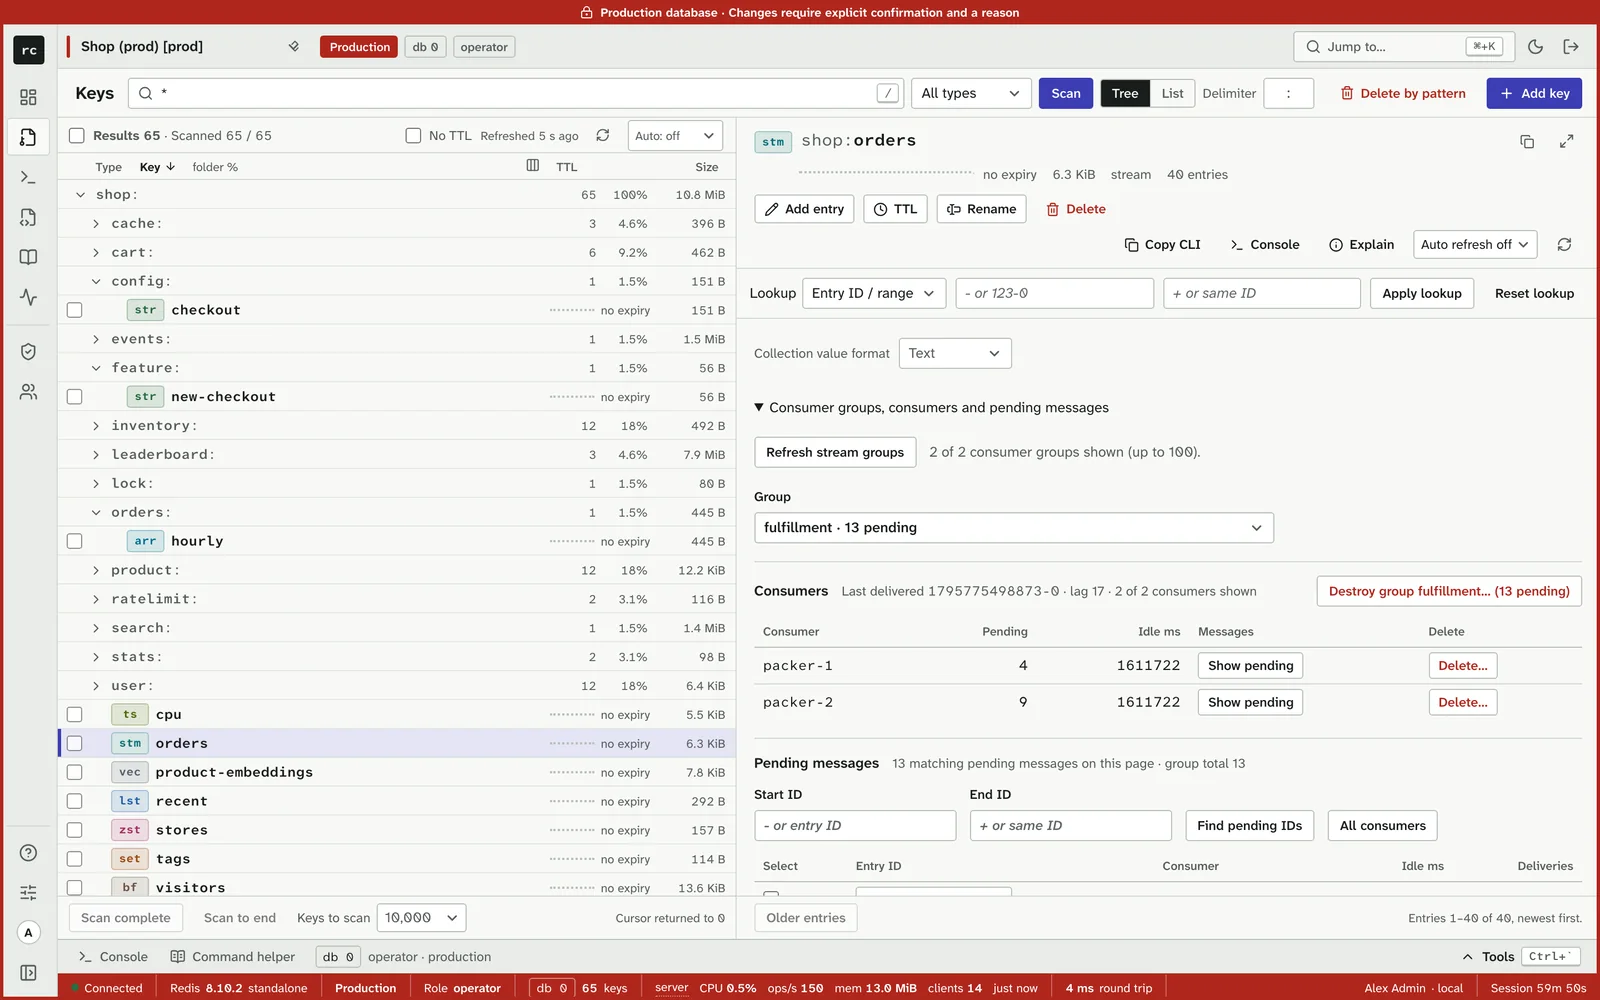 Production database · Changes require explicit confirmation and a reason
rc
Shop (prod) [prod]
Production
db 0
operator
Jump to...
⌘+K
Keys
*
/
All types
Scan
Tree
List
Delimiter
:
Delete by pattern
+ Add key
Results 65 · Scanned 65 / 65
No TTL
Refreshed 5 s ago
Auto: off
Type Key ↓ folder % TTL Size
shop: 65 100% 10.8 MiB
cache: 3 4.6% 396 B
cart: 6 9.2% 462 B
config: 1 1.5% 151 B
str checkout no expiry 151 B
events: 1 1.5% 1.5 MiB
feature: 1 1.5% 56 B
str new-checkout no expiry 56 B
inventory: 12 18% 492 B
leaderboard: 3 4.6% 7.9 MiB
lock: 1 1.5% 80 B
orders: 1 1.5% 445 B
arr hourly no expiry 445 B
product: 12 18% 12.2 KiB
ratelimit: 2 3.1% 116 B
search: 1 1.5% 1.4 MiB
stats: 2 3.1% 98 B
user: 12 18% 6.4 KiB
ts cpu no expiry 5.5 KiB
stm orders no expiry 6.3 KiB
vec product-embeddings no expiry 7.8 KiB
lst recent no expiry 292 B
zst stores no expiry 157 B
set tags no expiry 114 B
bf visitors no expiry 13.6 KiB
Scan complete
Scan to end
Keys to scan
10,000
Cursor returned to 0
stm shop:orders
no expiry 6.3 KiB stream 40 entries
Add entry
TTL
Rename
Delete
Copy CLI
Console
Explain
Auto refresh off
Lookup
Entry ID / range
- or 123-0
+ or same ID
Apply lookup
Reset lookup
Collection value format
Text
▼ Consumer groups, consumers and pending messages
Refresh stream groups
2 of 2 consumer groups shown (up to 100).
Group
fulfillment · 13 pending
Consumers
Last delivered 1795775498873-0 · lag 17 · 2 of 2 consumers shown
Destroy group fulfillment... (13 pending)
Consumer Pending Idle ms Messages Delete
packer-1 4 1611722 Show pending Delete...
packer-2 9 1611722 Show pending Delete...
Pending messages
13 matching pending messages on this page · group total 13
Start ID
End ID
- or entry ID
+ or same ID
Find pending IDs
All consumers
Select Entry ID Consumer Idle ms Deliveries
Older entries
Entries 1–40 of 40, newest first.
Console
Command helper
db 0
operator · production
Tools
Ctrl+`
A
Connected
Redis 8.10.2 standalone
Production
Role operator
db 0
65 keys
server CPU 0.5% ops/s 150 mem 13.0 MiB clients 14 just now
4 ms round trip
Alex Admin · local
Session 59m 50s